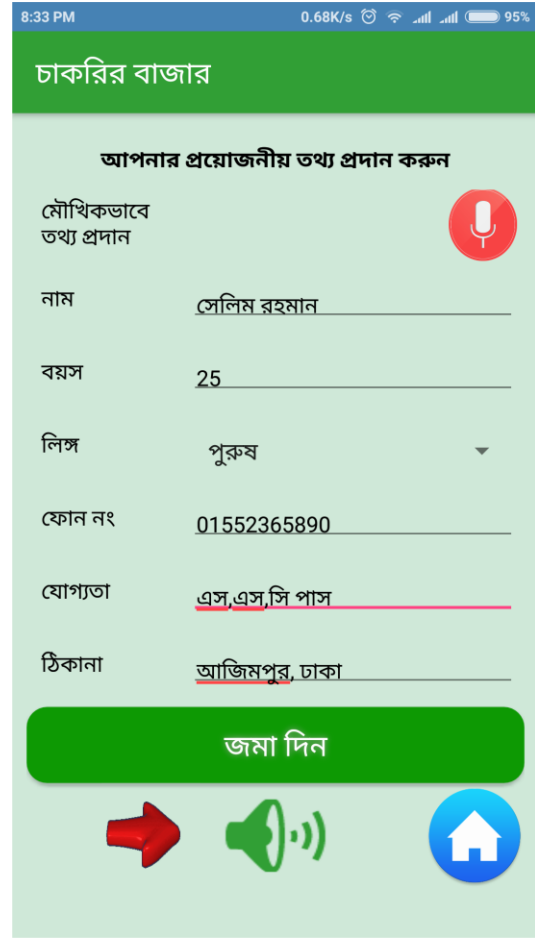 8:33 PM 0.68K/s 95%
চাকরির বাজার
আপনার প্রয়োজনীয় তথ্য প্রদান করুন
মৌখিকভাবে
তথ্য প্রদান
নাম সেলিম রহমান
বয়স 25
লিঙ্গ পুরুষ
ফোন নং 01552365890
যোগ্যতা এস,এস,সি পাস
ঠিকানা আজিমপুর, ঢাকা
জমা দিন